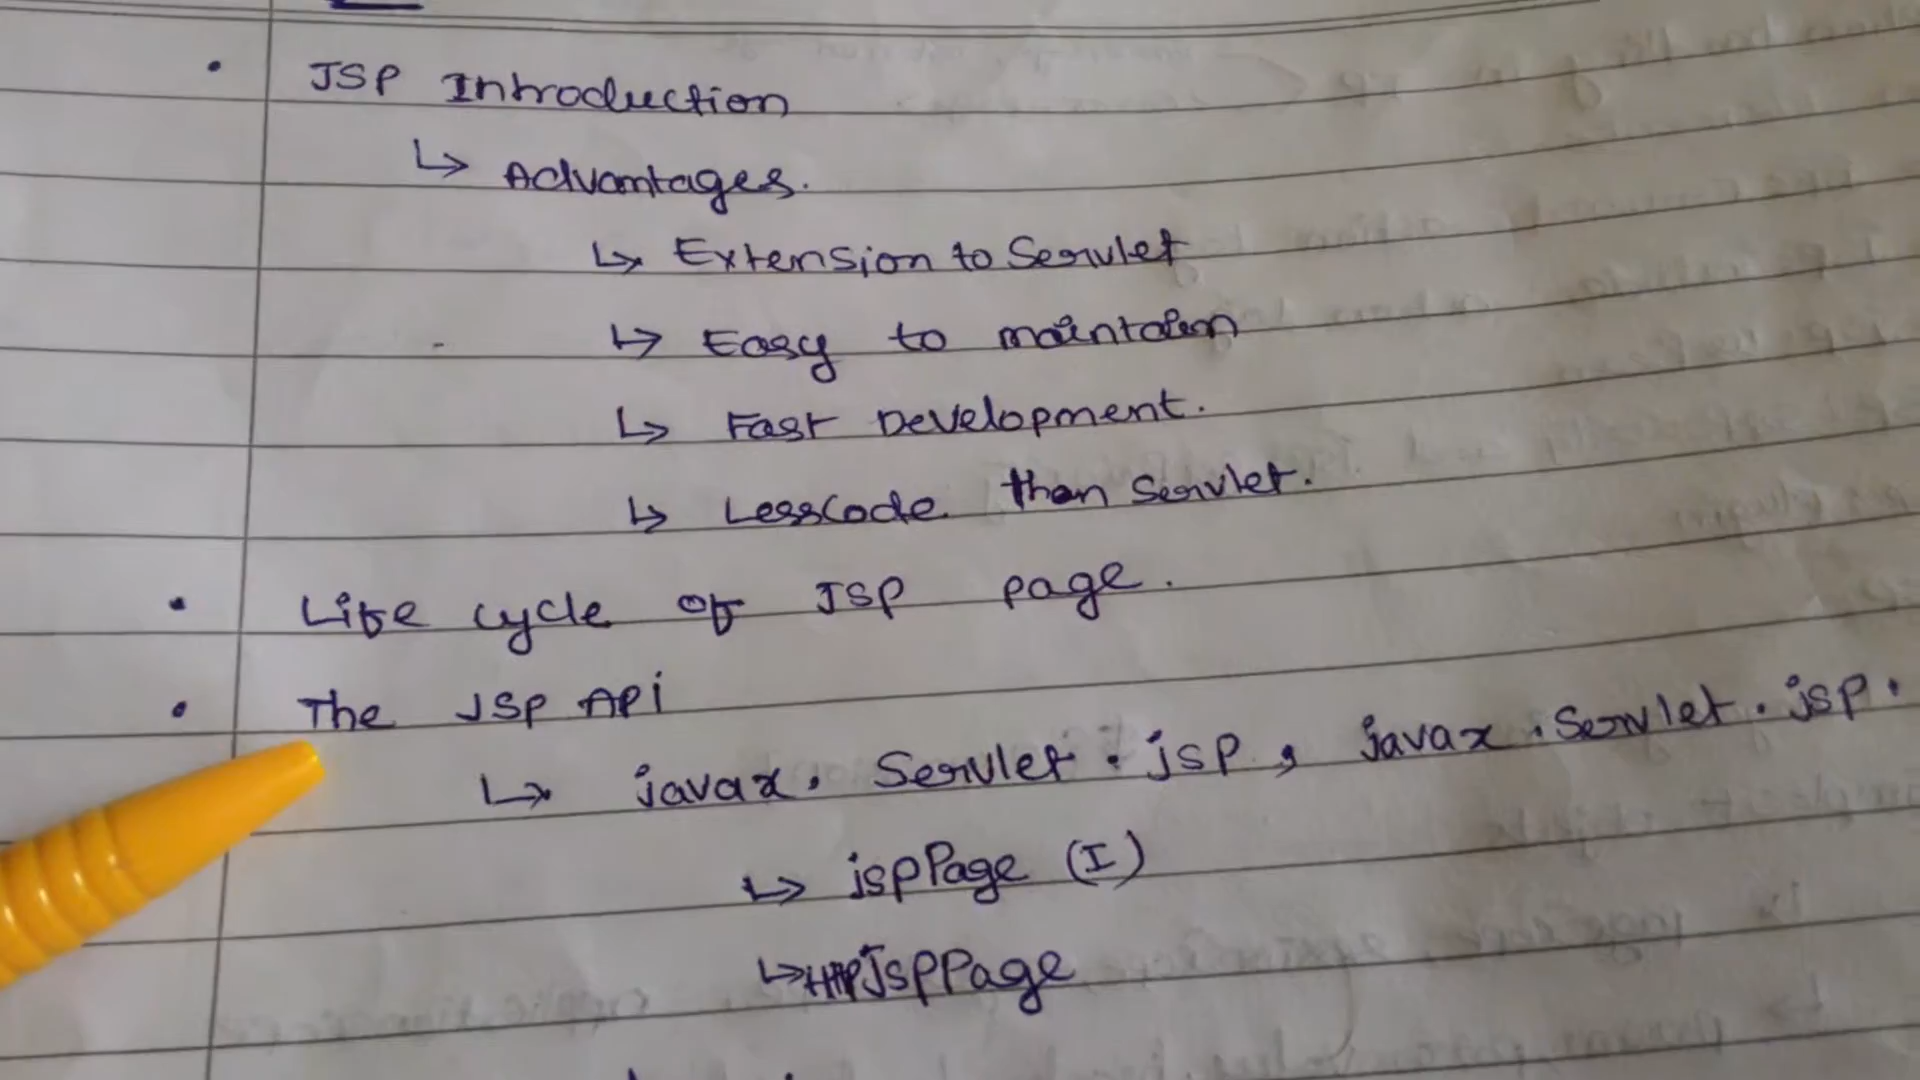 • JSP Introduction
↳ Advantages.
↳ Extension to Servlet
↳ Easy to maintain
↳ Fast Development.
↳ LessCode than Servlet.
• Life cycle of JSP page.
• The JSP API
↳ javax. Servlet. jsp, javax. Servlet. jsp.
↳ jspPage (I)
↳ HttpJspPage